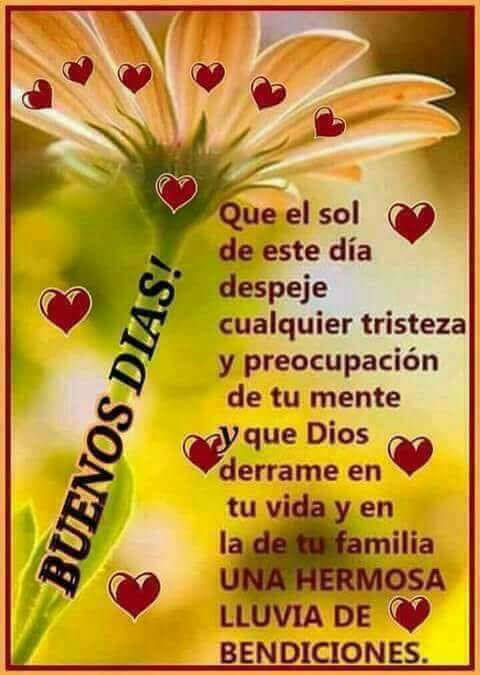 BUENOS DIAS!
Que el sol
de este día
despeje
cualquier tristeza
y preocupación
de tu mente
y que Dios
derrame en
tu vida y en
la de tu familia
UNA HERMOSA
LLUVIA DE
BENDICIONES.